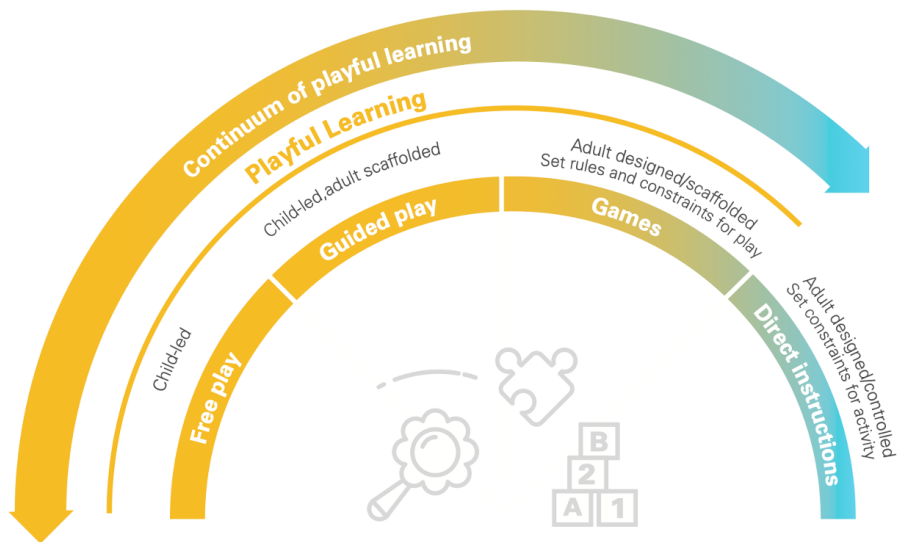 Continuum of playful learning
Playful Learning
Child-led
Child-led,adult scaffolded
Adult designed/scaffolded
Set rules and constraints for play
Adult designed/controlled
Set constraints for activity
Free play
Guided play
Games
Direct instructions
B
2
A 1